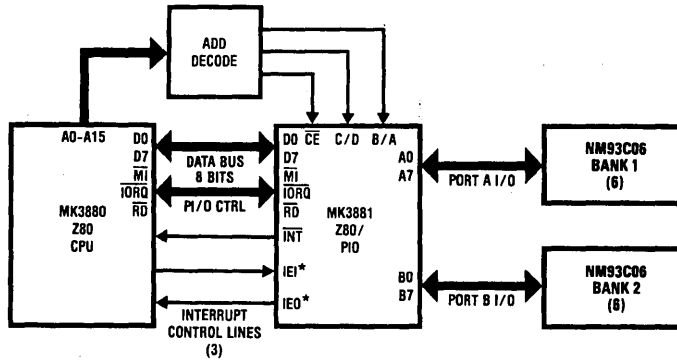 ADD
DECODE
A0-A15
D0
D7
MI
IORQ
RD
MK3880
Z80
CPU
DATA BUS
8 BITS
PI/O CTRL
INTERRUPT
CONTROL LINES
(3)
D0 CE C/D B/A
D7
MI
IORQ
RD
INT
IEI*
IEO*
MK3881
Z80/
PIO
A0
A7
B0
B7
PORT A I/O
PORT B I/O
NM93C06
BANK 1
(6)
NM93C06
BANK 2
(6)